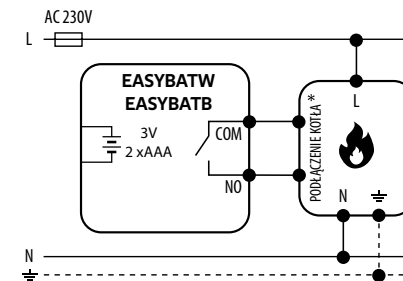 AC 230V
L
EASYBATW
EASYBATB
3V
2 xAAA
COM
NO
PODŁĄCZENIE KOTŁA *
L
N
N